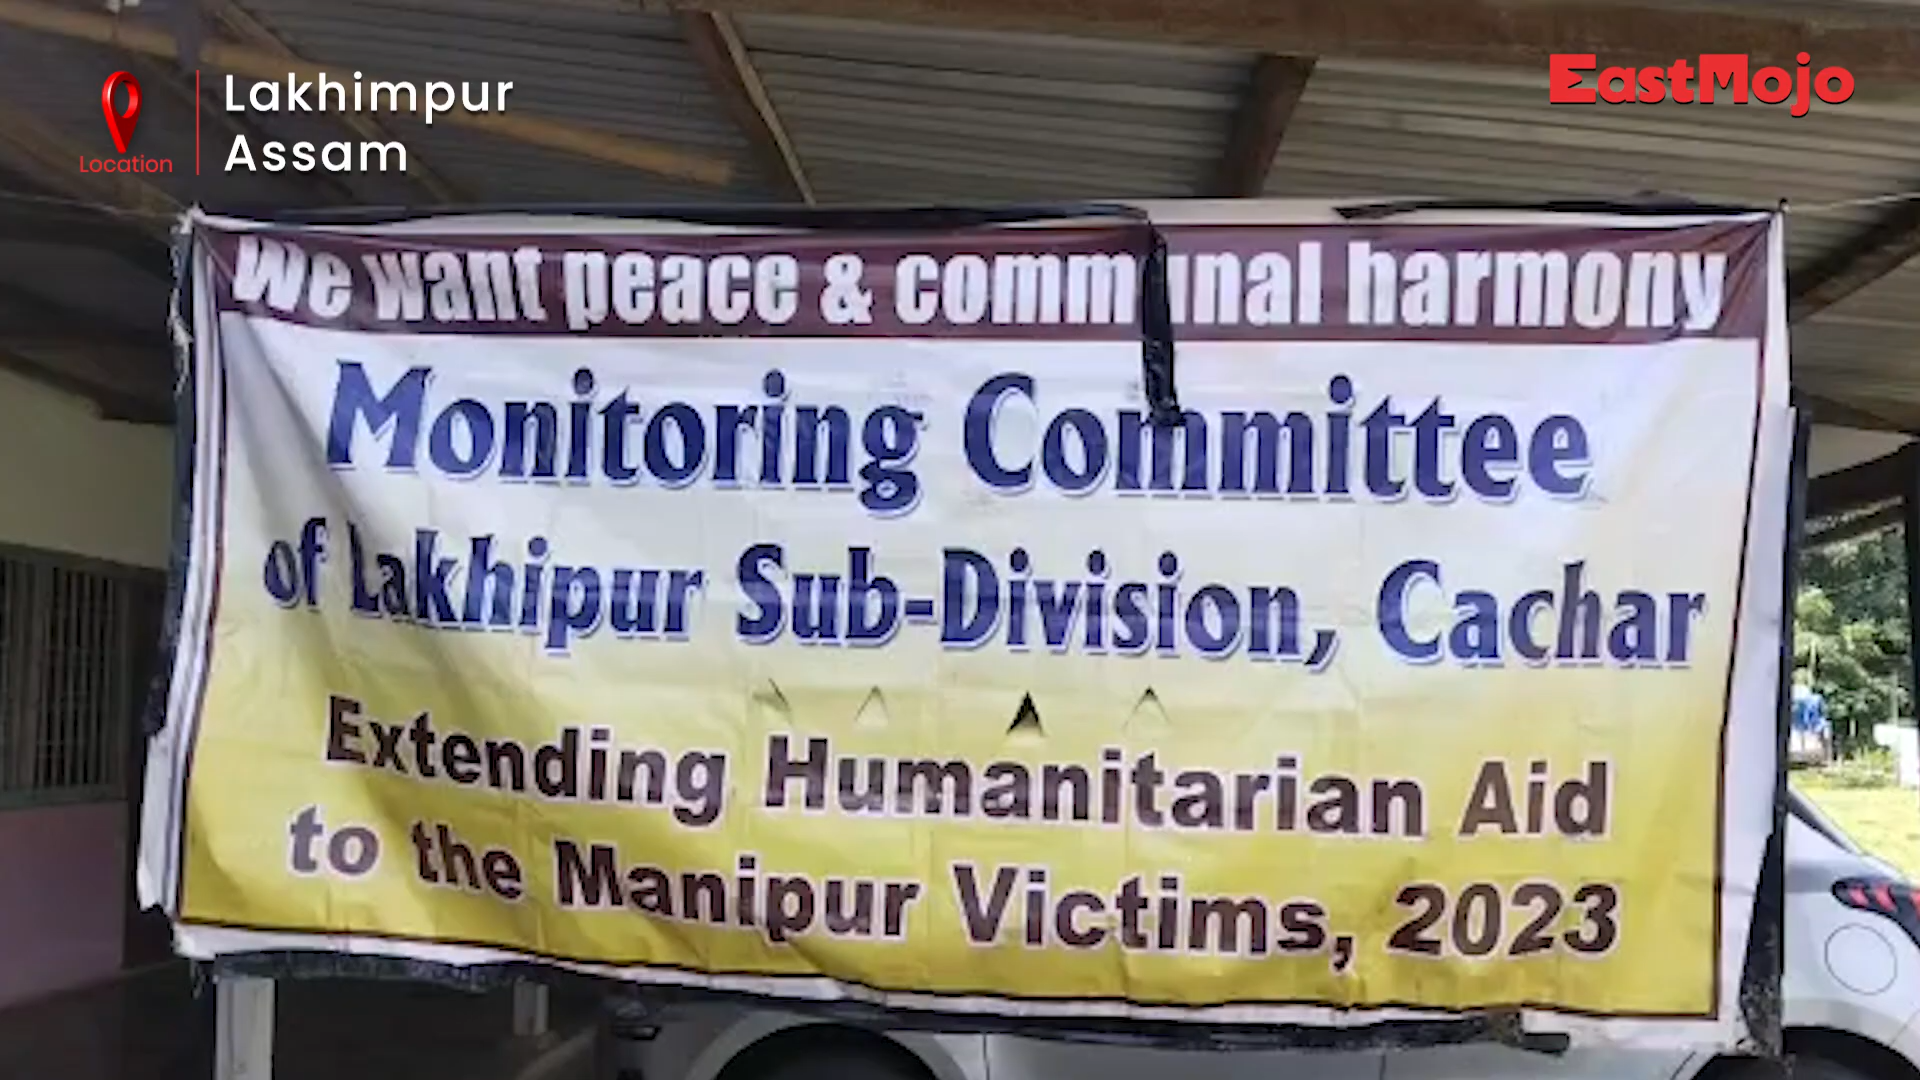 Location
Lakhimpur
Assam
EastMojo
We want peace & communal harmony
Monitoring Committee
of Lakhipur Sub-Division, Cachar
Extending Humanitarian Aid
to the Manipur Victims, 2023